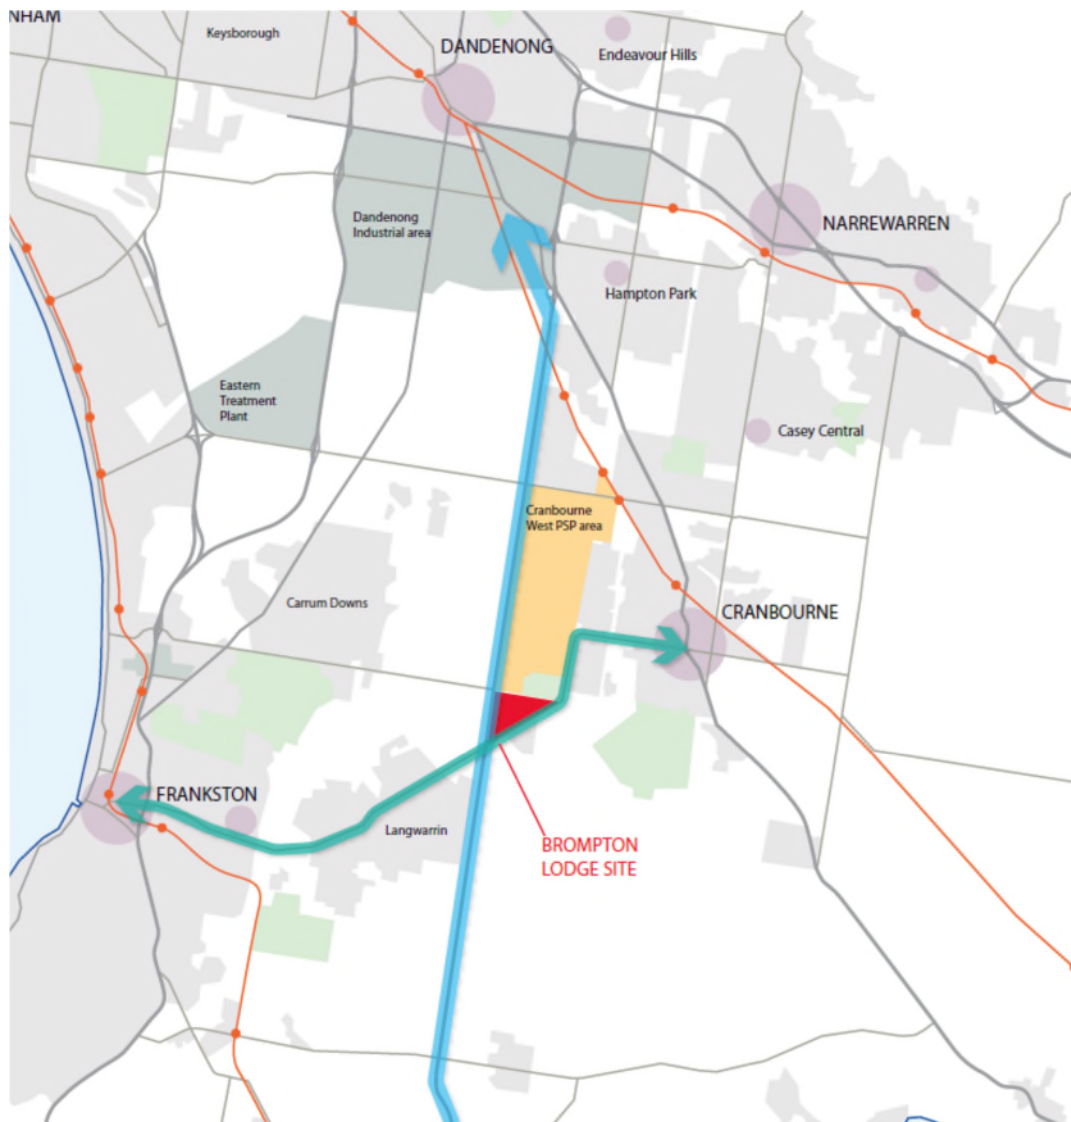 NHAM
Keysborough
DANDENONG
Endeavour Hills
Dandenong
Industrial area
NARREWARREN
Hampton Park
Eastern
Treatment
Plant
Casey Central
Cranbourne
West PSP area
Carrum Downs
CRANBOURNE
FRANKSTON
Langwarrin
BROMPTON
LODGE SITE